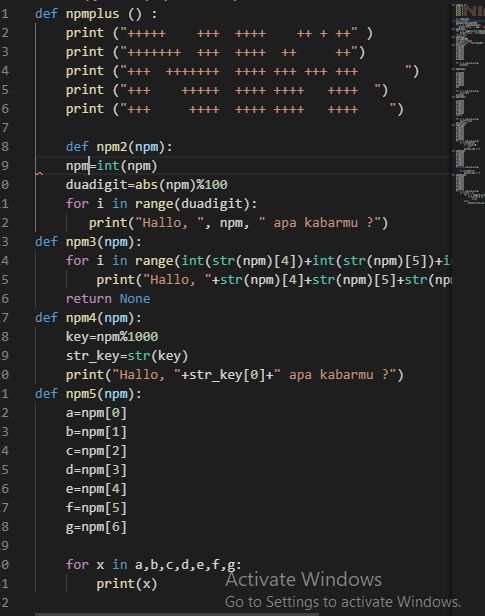 1 def npmplus () :
2     print ("+++++     +++  ++++     ++ + ++" )
3     print ("+++++++  +++  ++++  ++      ++")
4     print ("+++  +++++++  ++++ +++ +++ +++      ")
5     print ("+++    +++++  ++++ ++++   ++++  ")
6     print ("+++     ++++  ++++ ++++   ++++    ")
7
8     def npm2(npm):
9     npm=int(npm)
0     duadigit=abs(npm)%100
1     for i in range(duadigit):
2        print("Hallo, ", npm, " apa kabarmu ?")
3 def npm3(npm):
4     for i in range(int(str(npm)[4])+int(str(npm)[5])+i
5         print("Hallo, "+str(npm)[4]+str(npm)[5]+str(np
6     return None
7 def npm4(npm):
8     key=npm%1000
9     str_key=str(key)
0     print("Hallo, "+str_key[0]+" apa kabarmu ?")
1 def npm5(npm):
2     a=npm[0]
3     b=npm[1]
4     c=npm[2]
5     d=npm[3]
6     e=npm[4]
7     f=npm[5]
8     g=npm[6]
9
0     for x in a,b,c,d,e,f,g:
1         print(x)
2
Activate Windows
Go to Settings to activate Windows.